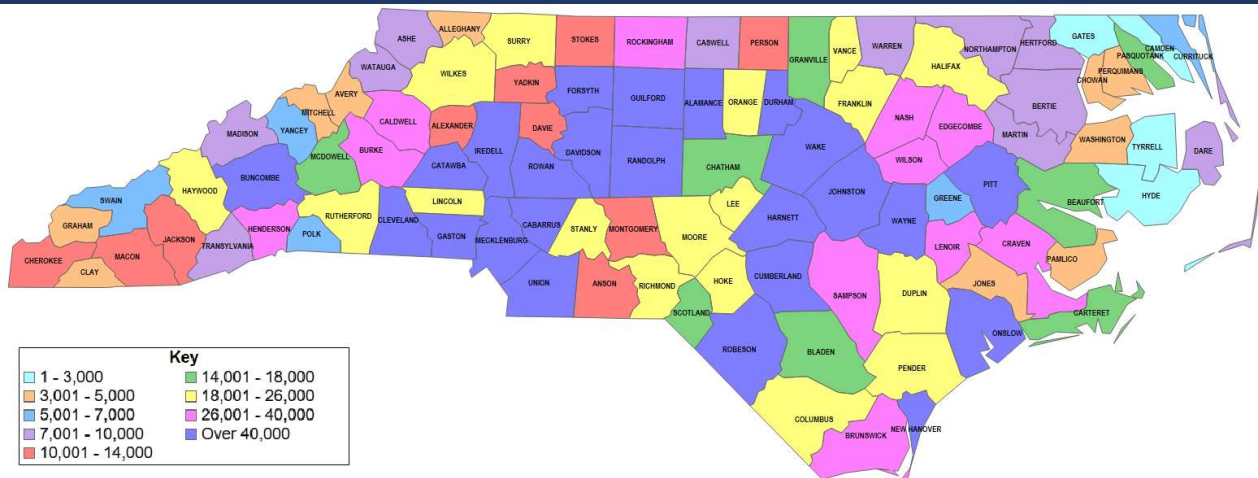 ALLEGHANY
ASHE
SURRY
STOKES
ROCKINGHAM
CASWELL
PERSON
VANCE
WARREN
NORTHAMPTON
HERTFORD
GATES
CAMDEN
PASQUOTANK
CURRITUCK
GRANVILLE
HALIFAX
PERQUIMANS
CHOWAN
WATAUGA
WILKES
YADKIN
FORSYTH
GUILFORD
ALAMANCE
ORANGE
DURHAM
FRANKLIN
BERTIE
AVERY
MITCHELL
CALDWELL
ALEXANDER
DAVIE
NASH
EDGECOMBE
MARTIN
WASHINGTON
TYRRELL
DARE
MADISON
YANCEY
BURKE
IREDELL
DAVIDSON
RANDOLPH
WAKE
MCDOWELL
CATAWBA
ROWAN
CHATHAM
WILSON
BUNCOMBE
JOHNSTON
PITT
HAYWOOD
SWAIN
LINCOLN
LEE
WAYNE
GREENE
BEAUFORT
HYDE
RUTHERFORD
CLEVELAND
HARNETT
GRAHAM
HENDERSON
POLK
GASTON
MECKLENBURG
CABARRUS
STANLY
MONTGOMERY
MOORE
JACKSON
TRANSYLVANIA
LENOIR
CRAVEN
CHEROKEE
MACON
CLAY
PAMLICO
UNION
ANSON
RICHMOND
HOKE
CUMBERLAND
SAMPSON
DUPLIN
JONES
SCOTLAND
CARTERET
ONSLOW
ROBESON
BLADEN
PENDER
COLUMBUS
NEW HANOVER
BRUNSWICK
Key
1 - 3,000
3,001 - 5,000
5,001 - 7,000
7,001 - 10,000
10,001 - 14,000
14,001 - 18,000
18,001 - 26,000
26,001 - 40,000
Over 40,000